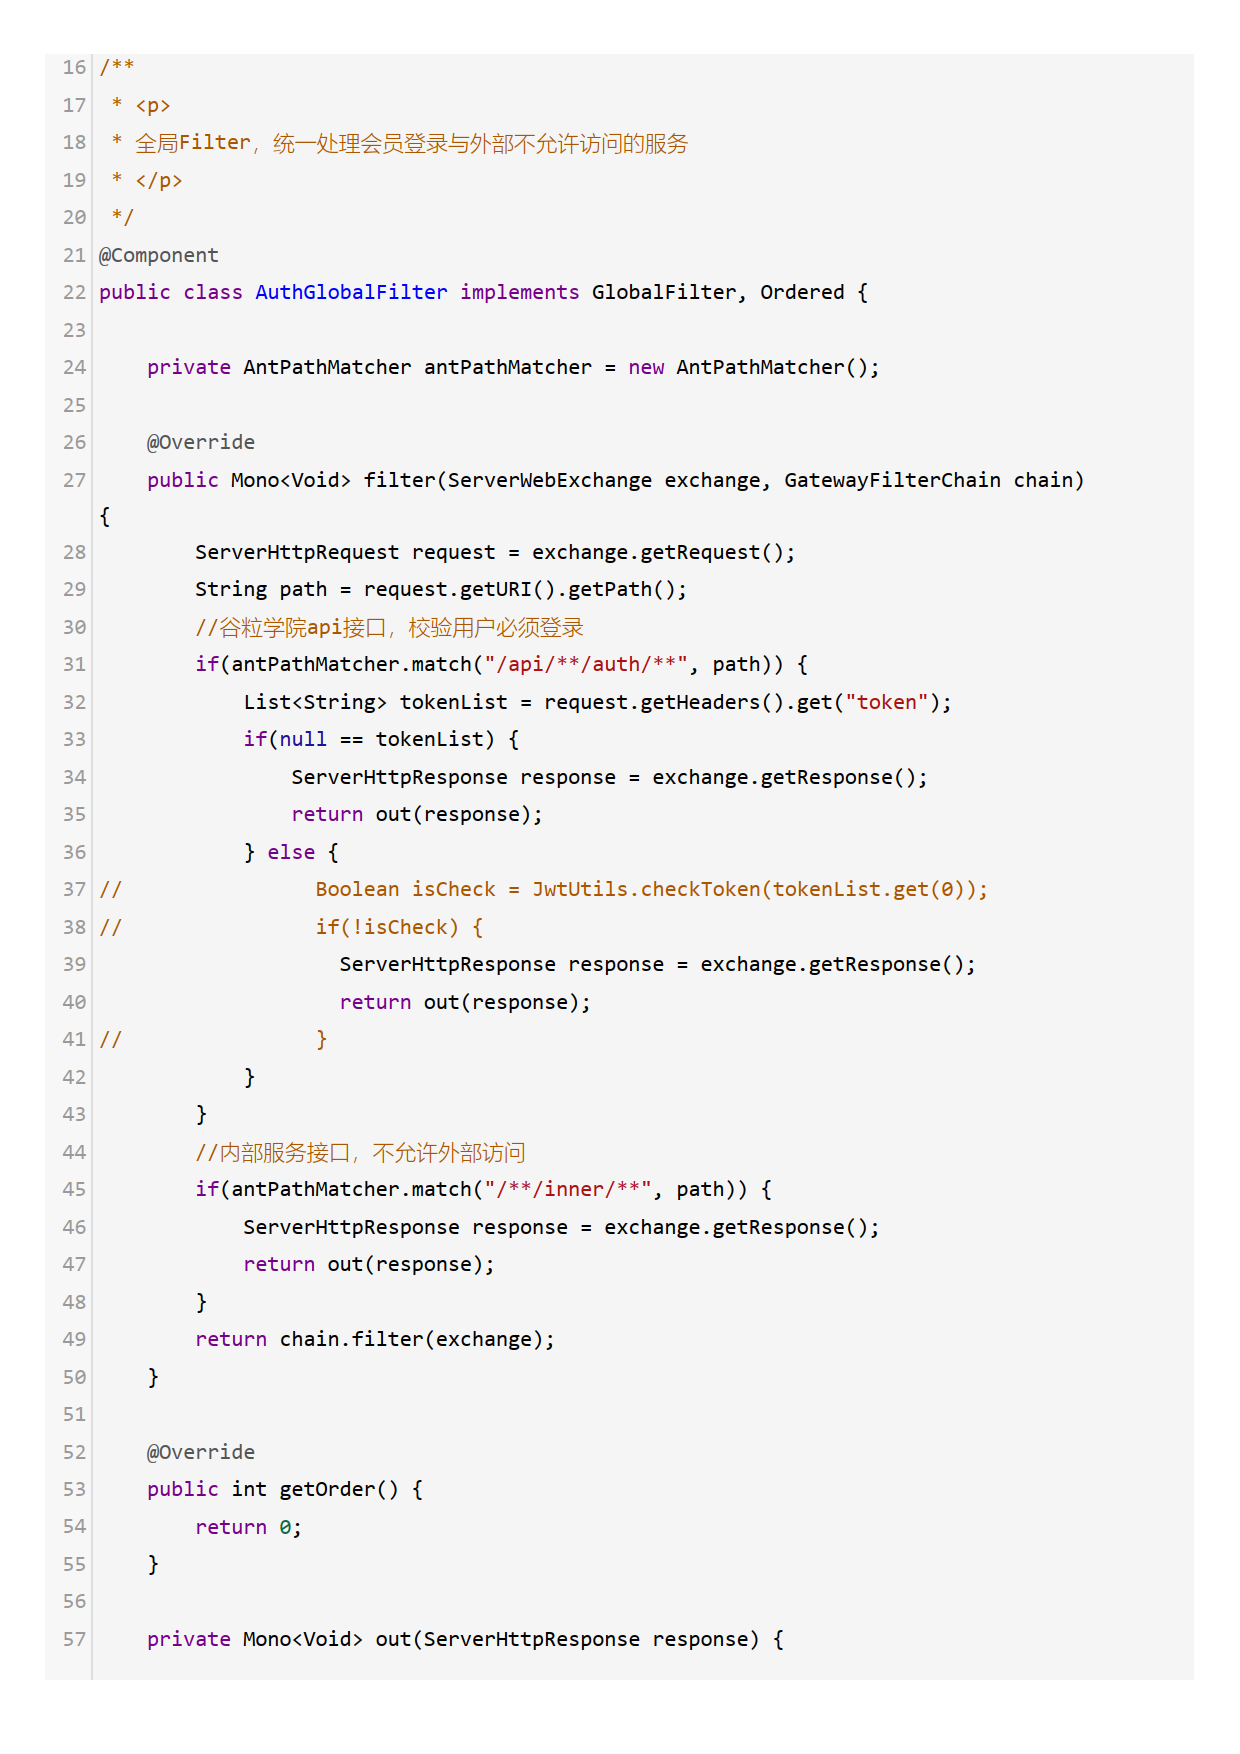 16 /**
17  * <p>
18  * 全局Filter，统一处理会员登录与外部不允许访问的服务
19  * </p>
20  */
21 @Component
22 public class AuthGlobalFilter implements GlobalFilter, Ordered {
23
24     private AntPathMatcher antPathMatcher = new AntPathMatcher();
25
26     @Override
27     public Mono<Void> filter(ServerWebExchange exchange, GatewayFilterChain chain)
{
28         ServerHttpRequest request = exchange.getRequest();
29         String path = request.getURI().getPath();
30         //谷粒学院api接口，校验用户必须登录
31         if(antPathMatcher.match("/api/**/auth/**", path)) {
32             List<String> tokenList = request.getHeaders().get("token");
33             if(null == tokenList) {
34                 ServerHttpResponse response = exchange.getResponse();
35                 return out(response);
36             } else {
37 //                Boolean isCheck = JwtUtils.checkToken(tokenList.get(0));
38 //                if(!isCheck) {
39                     ServerHttpResponse response = exchange.getResponse();
40                     return out(response);
41 //                }
42             }
43         }
44         //内部服务接口，不允许外部访问
45         if(antPathMatcher.match("/**/inner/**", path)) {
46             ServerHttpResponse response = exchange.getResponse();
47             return out(response);
48         }
49         return chain.filter(exchange);
50     }
51
52     @Override
53     public int getOrder() {
54         return 0;
55     }
56
57     private Mono<Void> out(ServerHttpResponse response) {